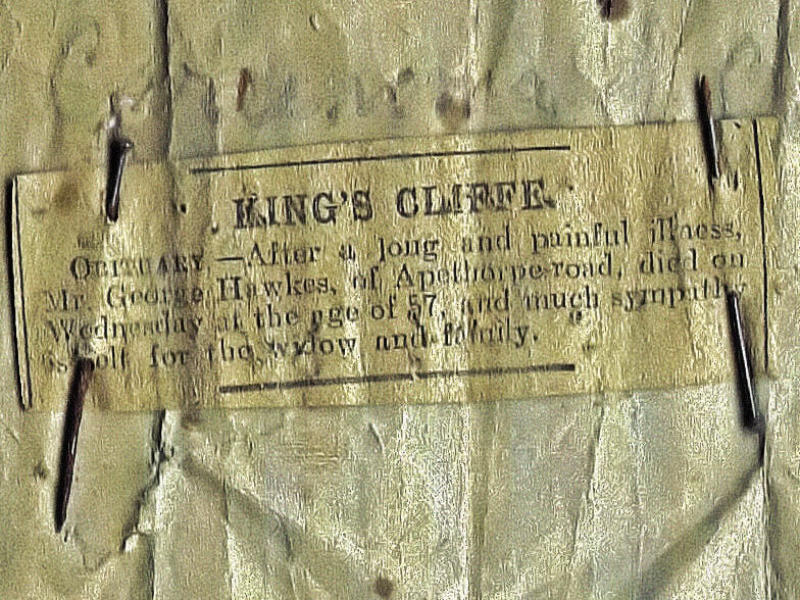 KING'S CLIFFE.
OBITUARY.—After a long and painful illness,
Mr. George Hawkes, of Apethorpe-road, died on
Wednesday at the age of 57, and much sympathy
is felt for the widow and family.